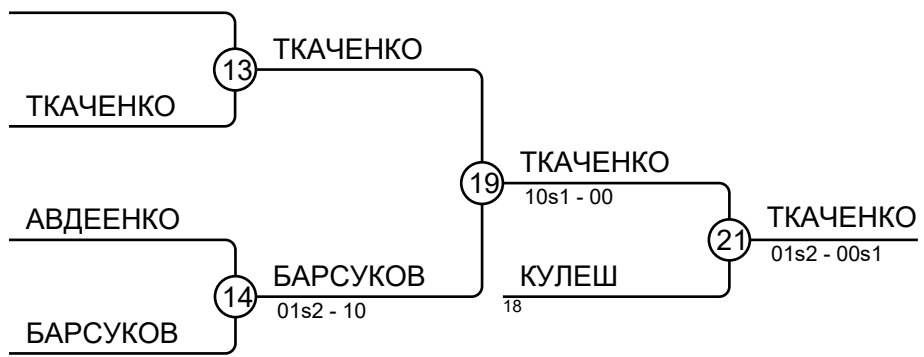 ТКАЧЕНКО
13
ТКАЧЕНКО
ТКАЧЕНКО
19
10s1 - 00
АВДЕЕНКО
ТКАЧЕНКО
21
01s2 - 00s1
БАРСУКОВ
14
01s2 - 10
КУЛЕШ
18
БАРСУКОВ